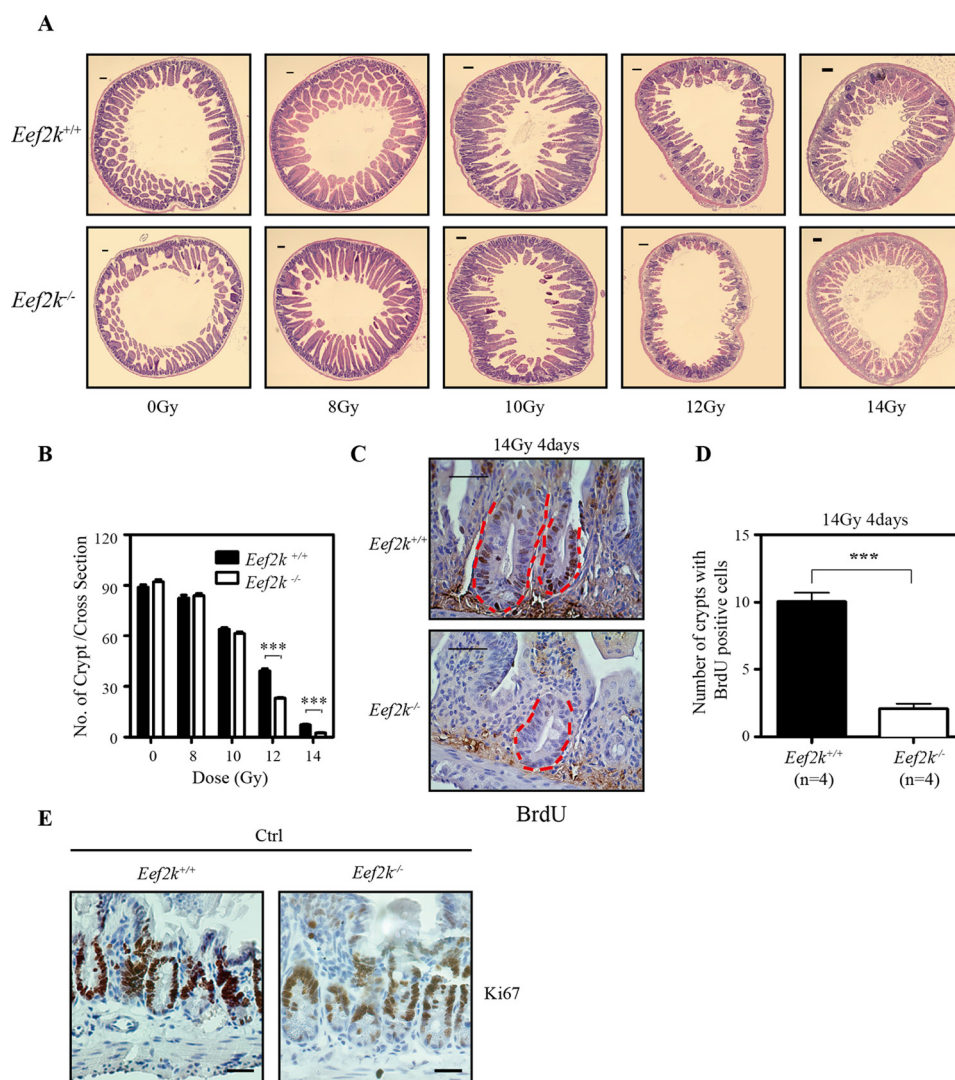 A
Eef2k+/+
Eef2k-/-
0Gy 8Gy 10Gy 12Gy 14Gy
B
No. of Crypt /Cross Section
120
90
60
30
0
Eef2k +/+
Eef2k -/-
***
***
0 8 10 12 14
Dose (Gy)
C
14Gy 4days
Eef2k+/+
Eef2k-/-
BrdU
D
14Gy 4days
Number of crypts with
BrdU positive cells
15
10
5
0
***
Eef2k+/+ Eef2k-/-
(n=4) (n=4)
E
Ctrl
Eef2k+/+ Eef2k-/-
Ki67